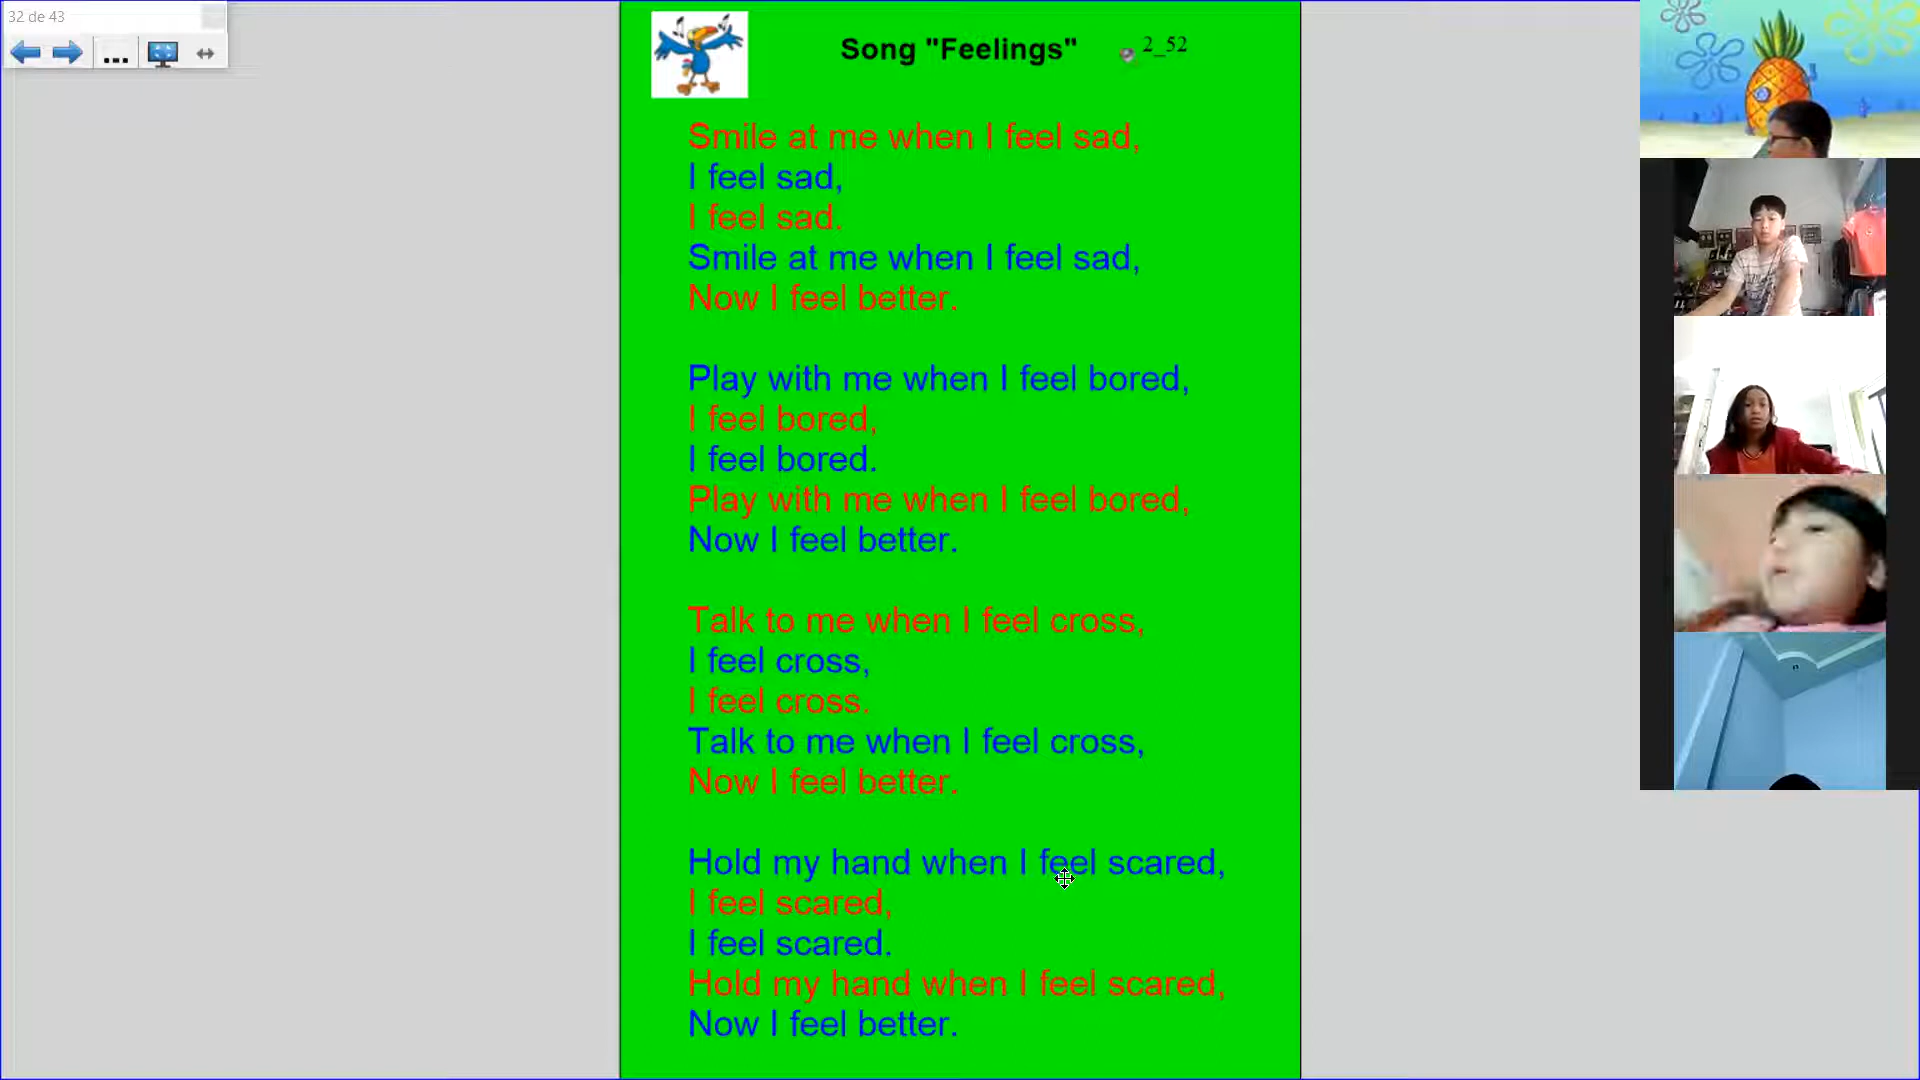 32 de 43
Song "Feelings"
2_52
Smile at me when I feel sad,
I feel sad,
I feel sad.
Smile at me when I feel sad,
Now I feel better.
Play with me when I feel bored,
I feel bored,
I feel bored.
Play with me when I feel bored,
Now I feel better.
Talk to me when I feel cross,
I feel cross,
I feel cross.
Talk to me when I feel cross,
Now I feel better.
Hold my hand when I feel scared,
I feel scared,
I feel scared.
Hold my hand when I feel scared,
Now I feel better.